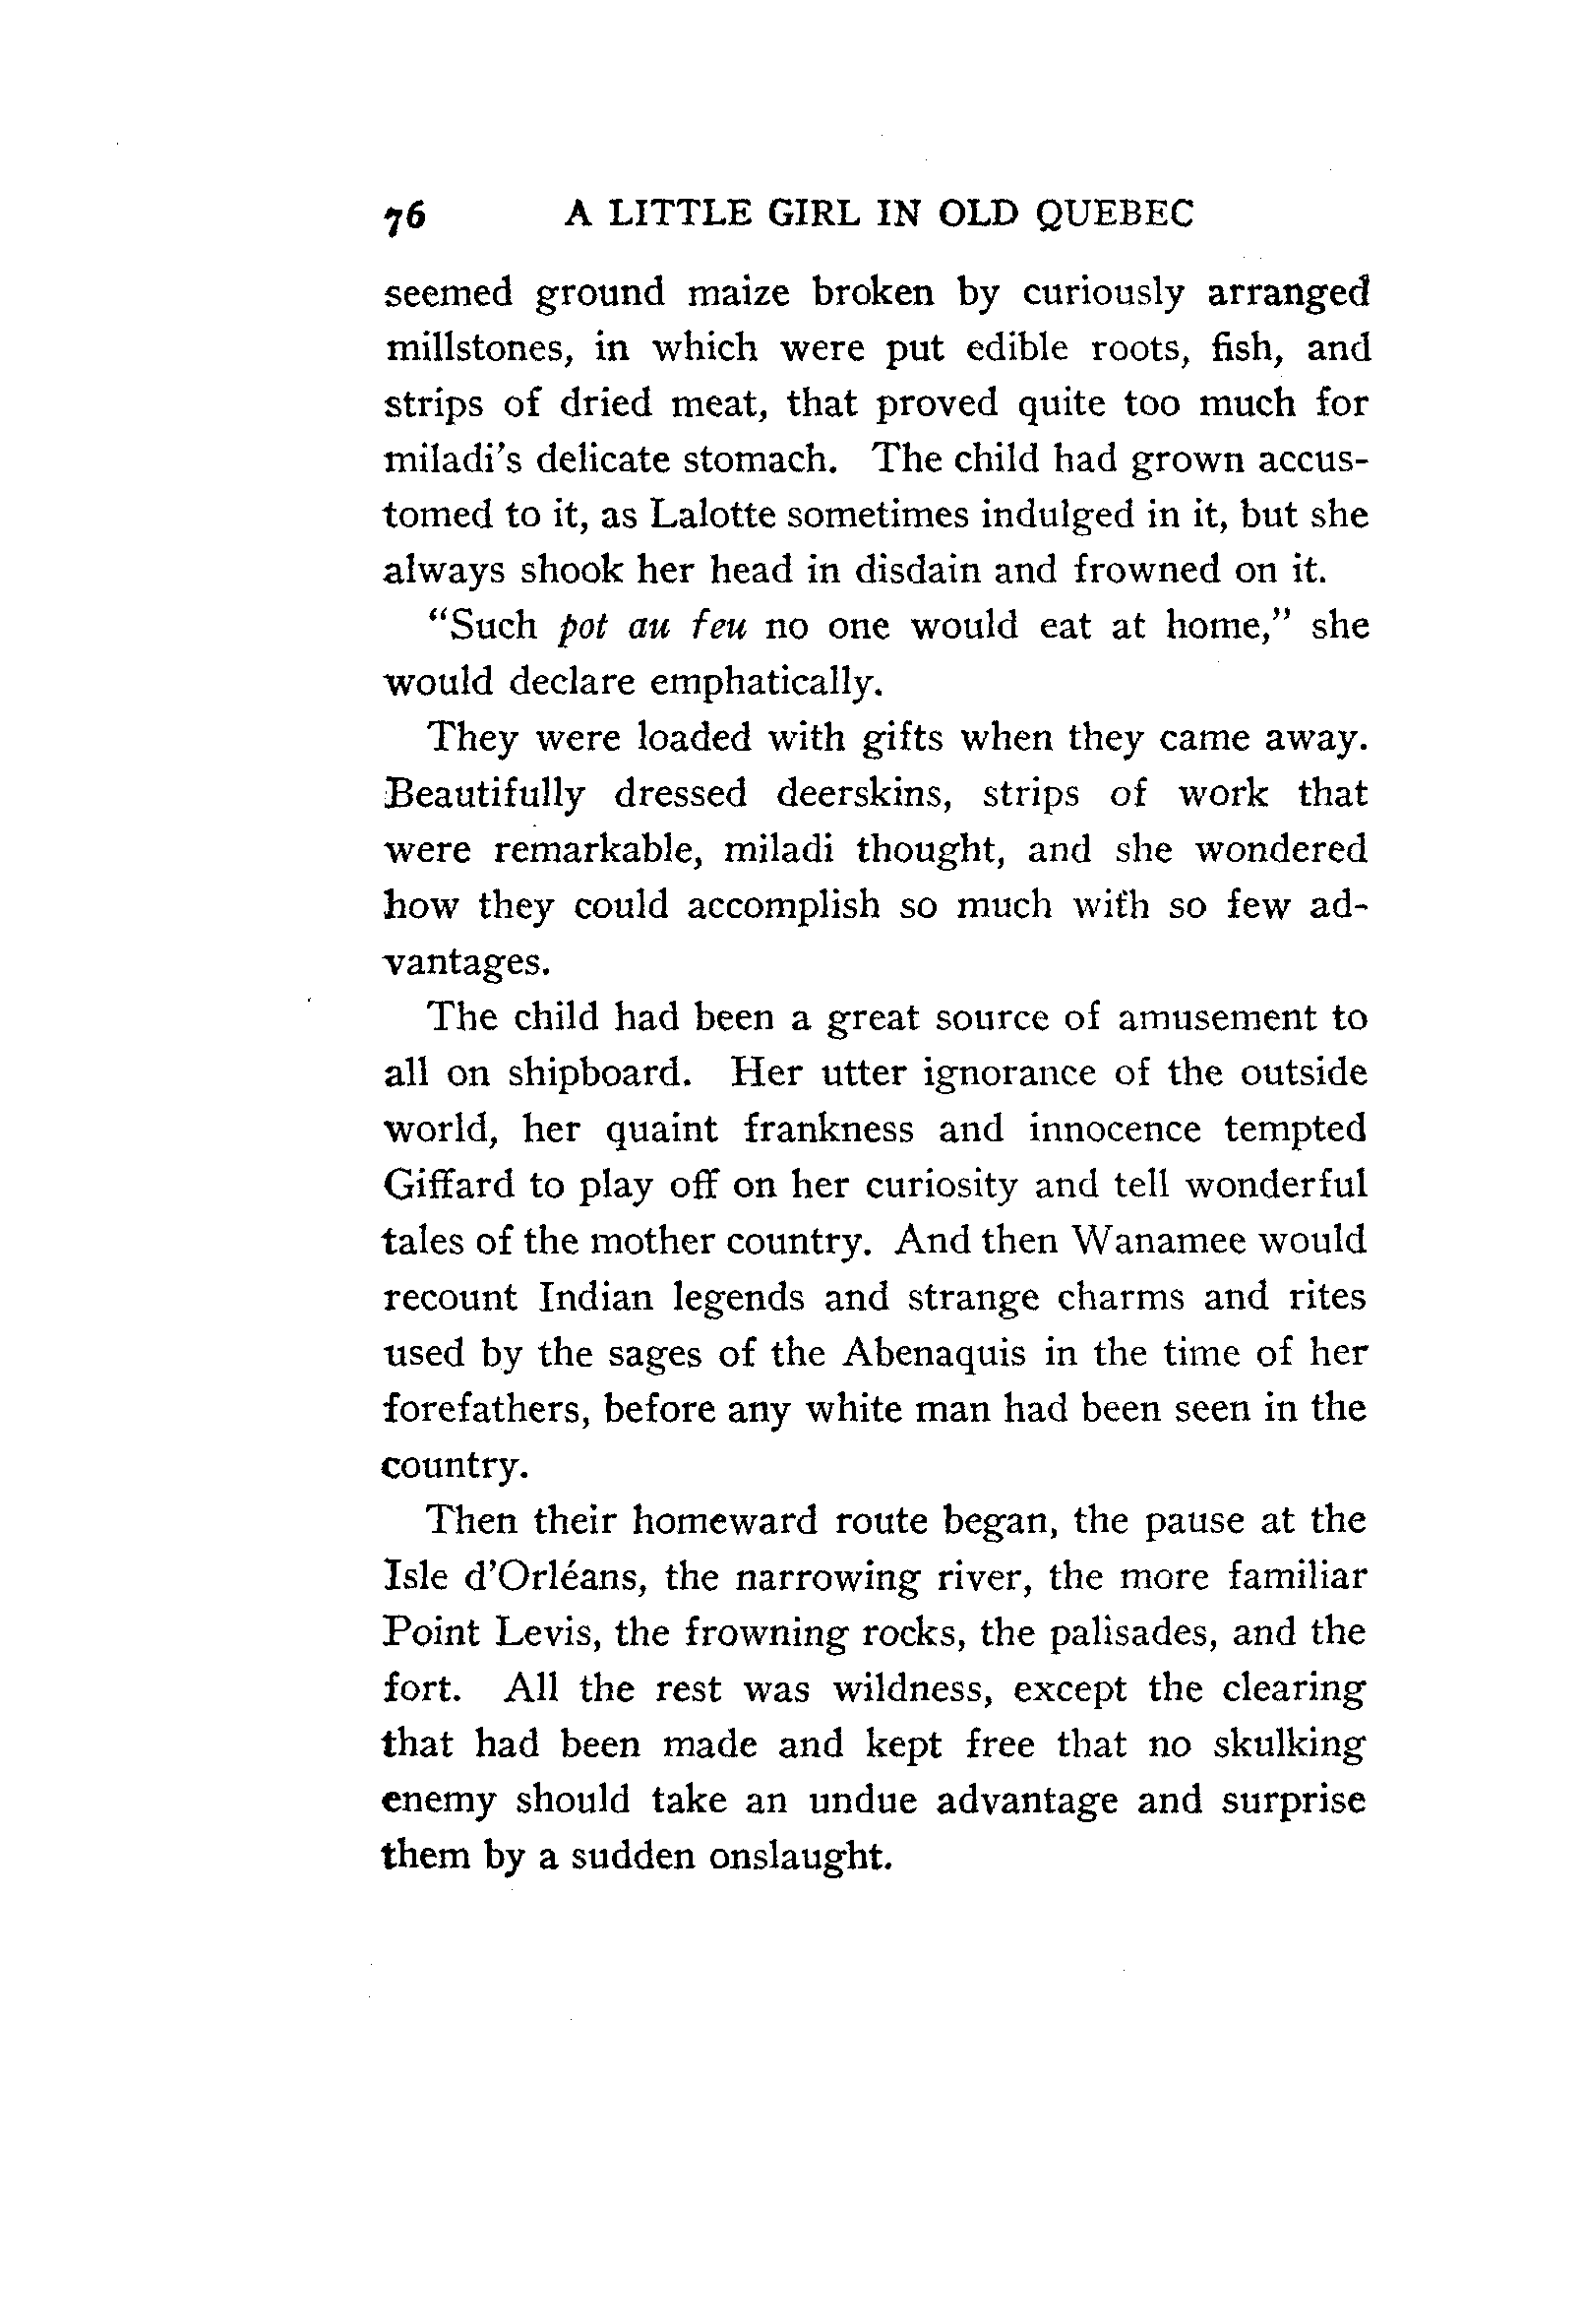 76 A LITTLE GIRL IN OLD QUEBEC
seemed ground maize broken by curiously arranged
millstones, in which were put edible roots, fish, and
strips of dried meat, that proved quite too much for
miladi's delicate stomach. The child had grown accus-
tomed to it, as Lalotte sometimes indulged in it, but she
always shook her head in disdain and frowned on it.
"Such pot au feu no one would eat at home," she
would declare emphatically.
They were loaded with gifts when they came away.
Beautifully dressed deerskins, strips of work that
were remarkable, miladi thought, and she wondered
how they could accomplish so much with so few ad-
vantages.
The child had been a great source of amusement to
all on shipboard. Her utter ignorance of the outside
world, her quaint frankness and innocence tempted
Giffard to play off on her curiosity and tell wonderful
tales of the mother country. And then Wanamee would
recount Indian legends and strange charms and rites
used by the sages of the Abenaquis in the time of her
forefathers, before any white man had been seen in the
country.
Then their homeward route began, the pause at the
Isle d'Orléans, the narrowing river, the more familiar
Point Levis, the frowning rocks, the palisades, and the
fort. All the rest was wildness, except the clearing
that had been made and kept free that no skulking
enemy should take an undue advantage and surprise
them by a sudden onslaught.